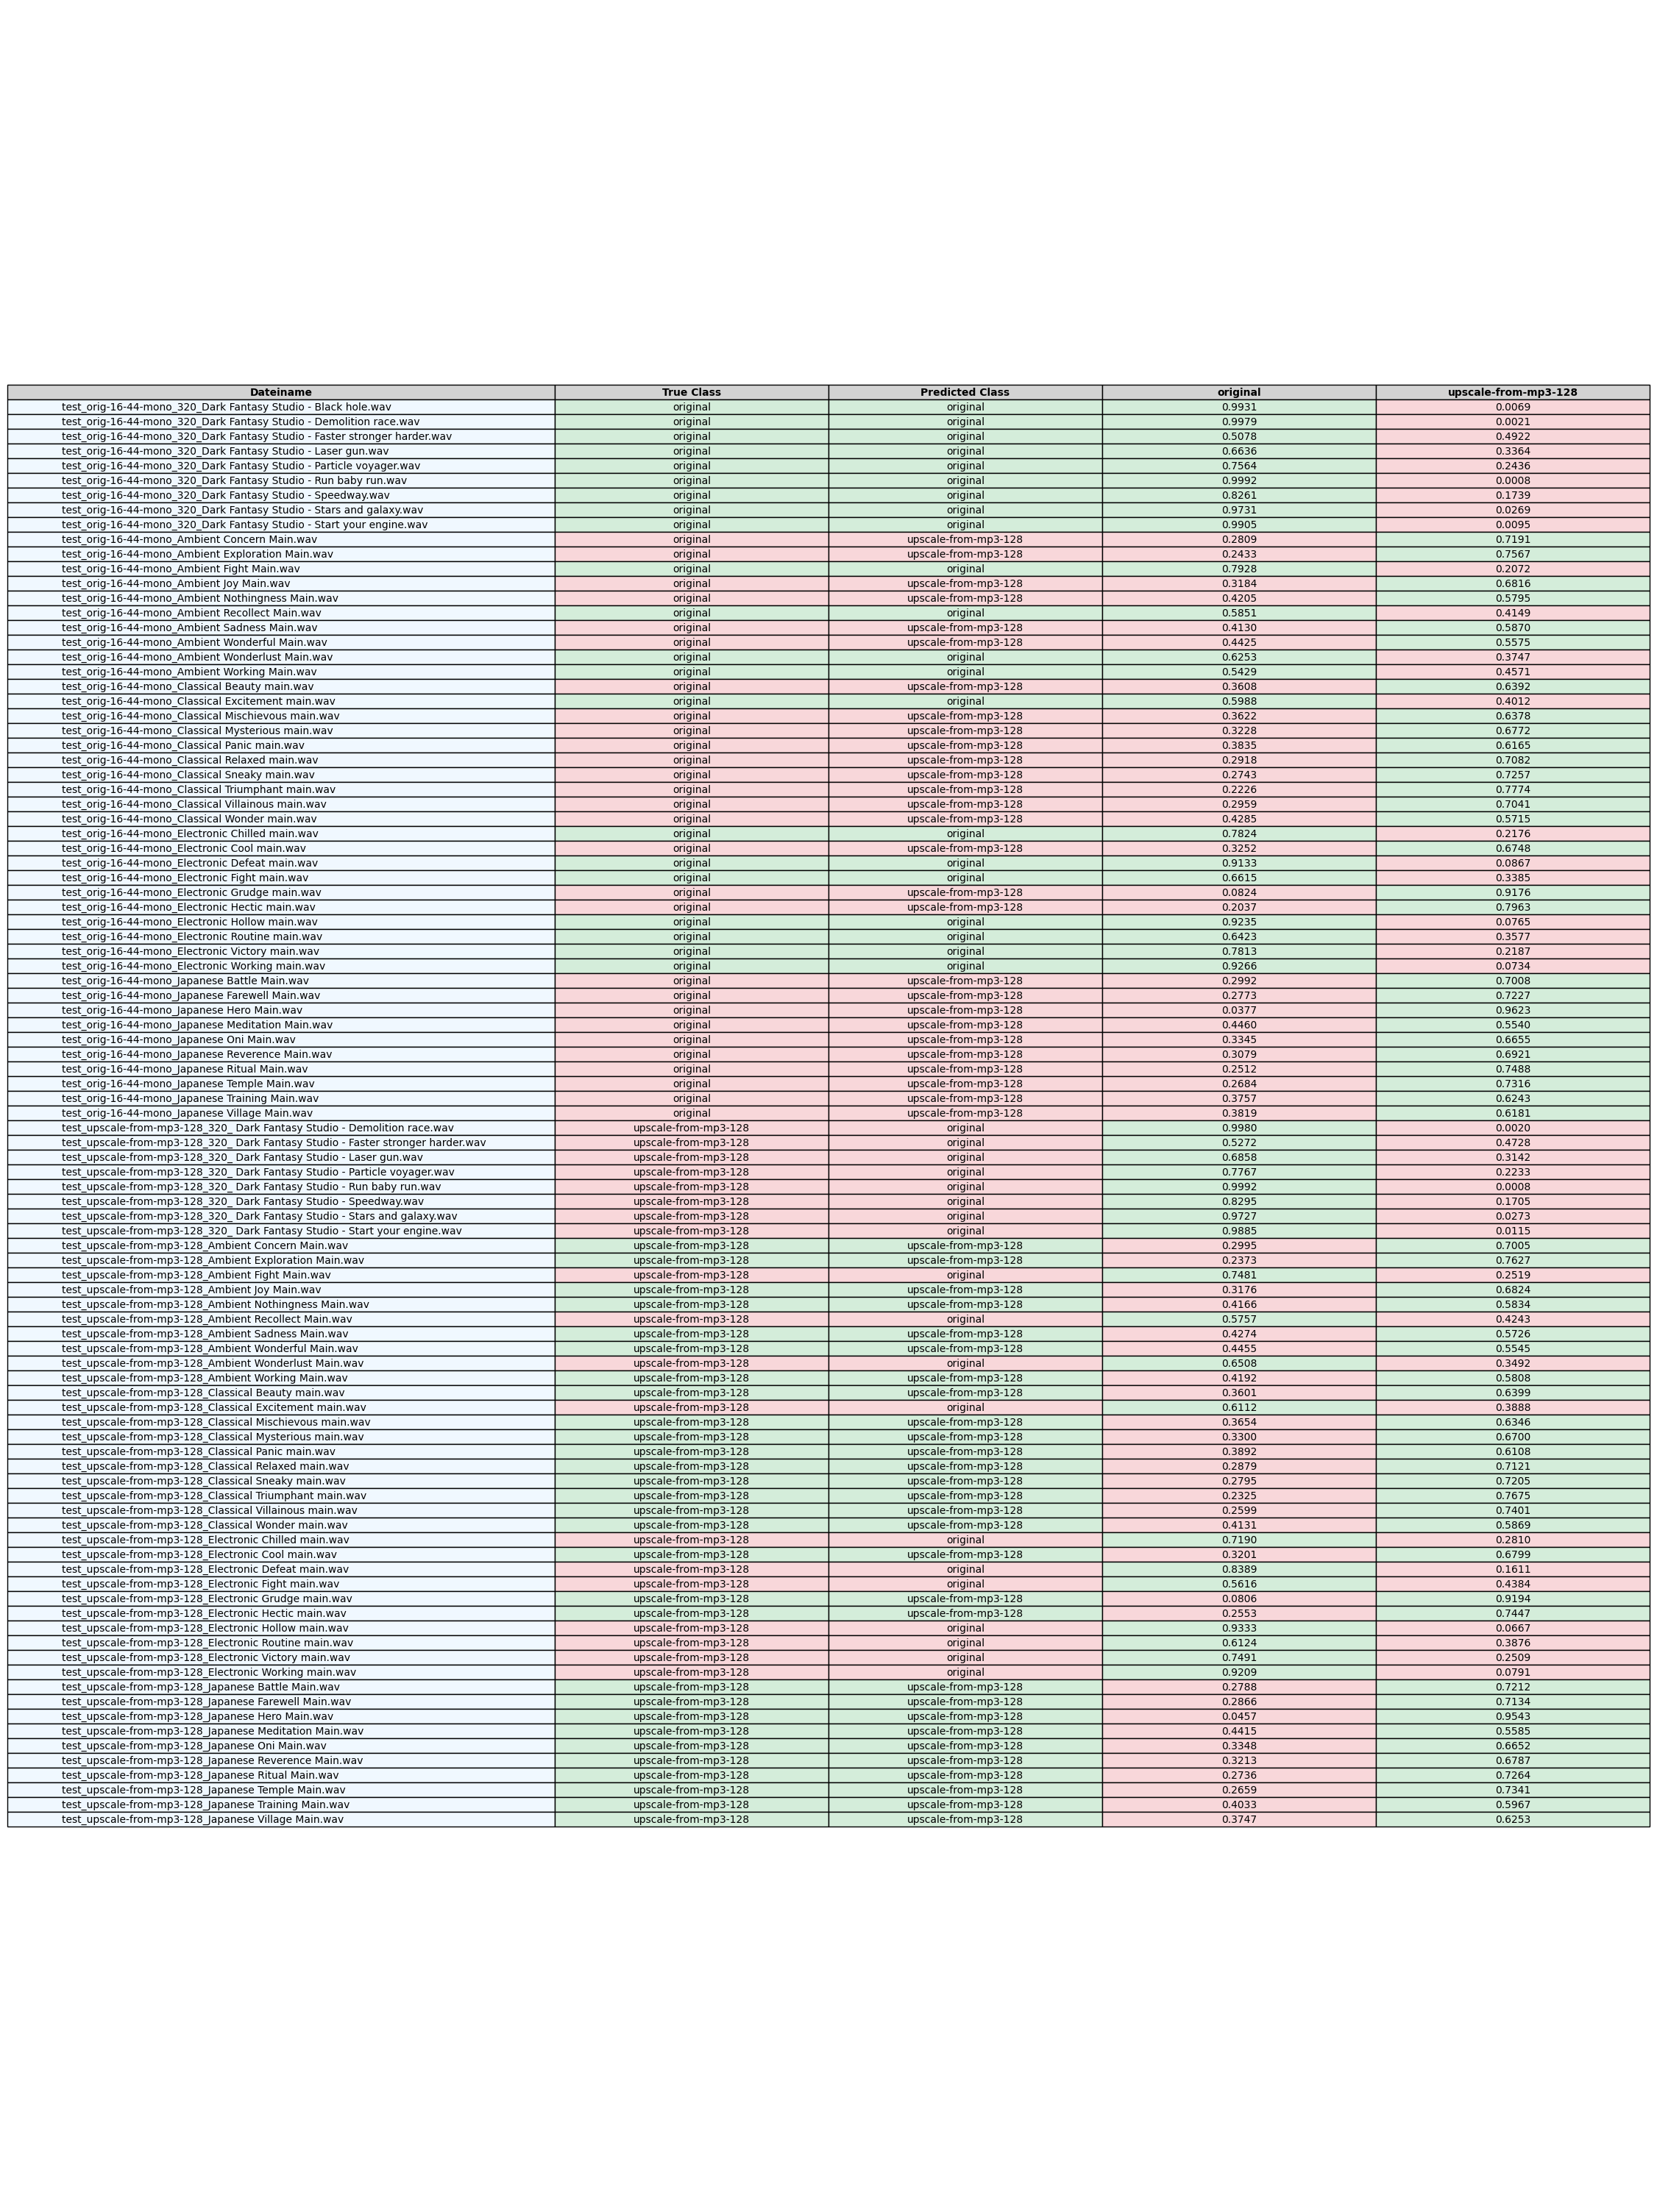 Dateiname True Class Predicted Class original upscale-from-mp3-128
test_orig-16-44-mono_320_Dark Fantasy Studio - Black hole.wav original original 0.9931 0.0069
test_orig-16-44-mono_320_Dark Fantasy Studio - Demolition race.wav original original 0.9979 0.0021
test_orig-16-44-mono_320_Dark Fantasy Studio - Faster stronger harder.wav original original 0.5078 0.4922
test_orig-16-44-mono_320_Dark Fantasy Studio - Laser gun.wav original original 0.6636 0.3364
test_orig-16-44-mono_320_Dark Fantasy Studio - Particle voyager.wav original original 0.7564 0.2436
test_orig-16-44-mono_320_Dark Fantasy Studio - Run baby run.wav original original 0.9992 0.0008
test_orig-16-44-mono_320_Dark Fantasy Studio - Speedway.wav original original 0.8261 0.1739
test_orig-16-44-mono_320_Dark Fantasy Studio - Stars and galaxy.wav original original 0.9731 0.0269
test_orig-16-44-mono_320_Dark Fantasy Studio - Start your engine.wav original original 0.9905 0.0095
test_orig-16-44-mono_Ambient Concern Main.wav original upscale-from-mp3-128 0.2809 0.7191
test_orig-16-44-mono_Ambient Exploration Main.wav original upscale-from-mp3-128 0.2433 0.7567
test_orig-16-44-mono_Ambient Fight Main.wav original original 0.7928 0.2072
test_orig-16-44-mono_Ambient Joy Main.wav original upscale-from-mp3-128 0.3184 0.6816
test_orig-16-44-mono_Ambient Nothingness Main.wav original upscale-from-mp3-128 0.4205 0.5795
test_orig-16-44-mono_Ambient Recollect Main.wav original original 0.5851 0.4149
test_orig-16-44-mono_Ambient Sadness Main.wav original upscale-from-mp3-128 0.4130 0.5870
test_orig-16-44-mono_Ambient Wonderful Main.wav original upscale-from-mp3-128 0.4425 0.5575
test_orig-16-44-mono_Ambient Wonderlust Main.wav original original 0.6253 0.3747
test_orig-16-44-mono_Ambient Working Main.wav original original 0.5429 0.4571
test_orig-16-44-mono_Classical Beauty main.wav original upscale-from-mp3-128 0.3608 0.6392
test_orig-16-44-mono_Classical Excitement main.wav original original 0.5988 0.4012
test_orig-16-44-mono_Classical Mischievous main.wav original upscale-from-mp3-128 0.3622 0.6378
test_orig-16-44-mono_Classical Mysterious main.wav original upscale-from-mp3-128 0.3228 0.6772
test_orig-16-44-mono_Classical Panic main.wav original upscale-from-mp3-128 0.3835 0.6165
test_orig-16-44-mono_Classical Relaxed main.wav original upscale-from-mp3-128 0.2918 0.7082
test_orig-16-44-mono_Classical Sneaky main.wav original upscale-from-mp3-128 0.2743 0.7257
test_orig-16-44-mono_Classical Triumphant main.wav original upscale-from-mp3-128 0.2226 0.7774
test_orig-16-44-mono_Classical Villainous main.wav original upscale-from-mp3-128 0.2959 0.7041
test_orig-16-44-mono_Classical Wonder main.wav original upscale-from-mp3-128 0.4285 0.5715
test_orig-16-44-mono_Electronic Chilled main.wav original original 0.7824 0.2176
test_orig-16-44-mono_Electronic Cool main.wav original upscale-from-mp3-128 0.3252 0.6748
test_orig-16-44-mono_Electronic Defeat main.wav original original 0.9133 0.0867
test_orig-16-44-mono_Electronic Fight main.wav original original 0.6615 0.3385
test_orig-16-44-mono_Electronic Grudge main.wav original upscale-from-mp3-128 0.0824 0.9176
test_orig-16-44-mono_Electronic Hectic main.wav original upscale-from-mp3-128 0.2037 0.7963
test_orig-16-44-mono_Electronic Hollow main.wav original original 0.9235 0.0765
test_orig-16-44-mono_Electronic Routine main.wav original original 0.6423 0.3577
test_orig-16-44-mono_Electronic Victory main.wav original original 0.7813 0.2187
test_orig-16-44-mono_Electronic Working main.wav original original 0.9266 0.0734
test_orig-16-44-mono_Japanese Battle Main.wav original upscale-from-mp3-128 0.2992 0.7008
test_orig-16-44-mono_Japanese Farewell Main.wav original upscale-from-mp3-128 0.2773 0.7227
test_orig-16-44-mono_Japanese Hero Main.wav original upscale-from-mp3-128 0.0377 0.9623
test_orig-16-44-mono_Japanese Meditation Main.wav original upscale-from-mp3-128 0.4460 0.5540
test_orig-16-44-mono_Japanese Oni Main.wav original upscale-from-mp3-128 0.3345 0.6655
test_orig-16-44-mono_Japanese Reverence Main.wav original upscale-from-mp3-128 0.3079 0.6921
test_orig-16-44-mono_Japanese Ritual Main.wav original upscale-from-mp3-128 0.2512 0.7488
test_orig-16-44-mono_Japanese Temple Main.wav original upscale-from-mp3-128 0.2684 0.7316
test_orig-16-44-mono_Japanese Training Main.wav original upscale-from-mp3-128 0.3757 0.6243
test_orig-16-44-mono_Japanese Village Main.wav original upscale-from-mp3-128 0.3819 0.6181
test_upscale-from-mp3-128_320_ Dark Fantasy Studio - Demolition race.wav upscale-from-mp3-128 original 0.9980 0.0020
test_upscale-from-mp3-128_320_ Dark Fantasy Studio - Faster stronger harder.wav upscale-from-mp3-128 original 0.5272 0.4728
test_upscale-from-mp3-128_320_ Dark Fantasy Studio - Laser gun.wav upscale-from-mp3-128 original 0.6858 0.3142
test_upscale-from-mp3-128_320_ Dark Fantasy Studio - Particle voyager.wav upscale-from-mp3-128 original 0.7767 0.2233
test_upscale-from-mp3-128_320_ Dark Fantasy Studio - Run baby run.wav upscale-from-mp3-128 original 0.9992 0.0008
test_upscale-from-mp3-128_320_ Dark Fantasy Studio - Speedway.wav upscale-from-mp3-128 original 0.8295 0.1705
test_upscale-from-mp3-128_320_ Dark Fantasy Studio - Stars and galaxy.wav upscale-from-mp3-128 original 0.9727 0.0273
test_upscale-from-mp3-128_320_ Dark Fantasy Studio - Start your engine.wav upscale-from-mp3-128 original 0.9885 0.0115
test_upscale-from-mp3-128_Ambient Concern Main.wav upscale-from-mp3-128 upscale-from-mp3-128 0.2995 0.7005
test_upscale-from-mp3-128_Ambient Exploration Main.wav upscale-from-mp3-128 upscale-from-mp3-128 0.2373 0.7627
test_upscale-from-mp3-128_Ambient Fight Main.wav upscale-from-mp3-128 original 0.7481 0.2519
test_upscale-from-mp3-128_Ambient Joy Main.wav upscale-from-mp3-128 upscale-from-mp3-128 0.3176 0.6824
test_upscale-from-mp3-128_Ambient Nothingness Main.wav upscale-from-mp3-128 upscale-from-mp3-128 0.4166 0.5834
test_upscale-from-mp3-128_Ambient Recollect Main.wav upscale-from-mp3-128 original 0.5757 0.4243
test_upscale-from-mp3-128_Ambient Sadness Main.wav upscale-from-mp3-128 upscale-from-mp3-128 0.4274 0.5726
test_upscale-from-mp3-128_Ambient Wonderful Main.wav upscale-from-mp3-128 upscale-from-mp3-128 0.4455 0.5545
test_upscale-from-mp3-128_Ambient Wonderlust Main.wav upscale-from-mp3-128 original 0.6508 0.3492
test_upscale-from-mp3-128_Ambient Working Main.wav upscale-from-mp3-128 upscale-from-mp3-128 0.4192 0.5808
test_upscale-from-mp3-128_Classical Beauty main.wav upscale-from-mp3-128 upscale-from-mp3-128 0.3601 0.6399
test_upscale-from-mp3-128_Classical Excitement main.wav upscale-from-mp3-128 original 0.6112 0.3888
test_upscale-from-mp3-128_Classical Mischievous main.wav upscale-from-mp3-128 upscale-from-mp3-128 0.3654 0.6346
test_upscale-from-mp3-128_Classical Mysterious main.wav upscale-from-mp3-128 upscale-from-mp3-128 0.3300 0.6700
test_upscale-from-mp3-128_Classical Panic main.wav upscale-from-mp3-128 upscale-from-mp3-128 0.3892 0.6108
test_upscale-from-mp3-128_Classical Relaxed main.wav upscale-from-mp3-128 upscale-from-mp3-128 0.2879 0.7121
test_upscale-from-mp3-128_Classical Sneaky main.wav upscale-from-mp3-128 upscale-from-mp3-128 0.2795 0.7205
test_upscale-from-mp3-128_Classical Triumphant main.wav upscale-from-mp3-128 upscale-from-mp3-128 0.2325 0.7675
test_upscale-from-mp3-128_Classical Villainous main.wav upscale-from-mp3-128 upscale-from-mp3-128 0.2599 0.7401
test_upscale-from-mp3-128_Classical Wonder main.wav upscale-from-mp3-128 upscale-from-mp3-128 0.4131 0.5869
test_upscale-from-mp3-128_Electronic Chilled main.wav upscale-from-mp3-128 original 0.7190 0.2810
test_upscale-from-mp3-128_Electronic Cool main.wav upscale-from-mp3-128 upscale-from-mp3-128 0.3201 0.6799
test_upscale-from-mp3-128_Electronic Defeat main.wav upscale-from-mp3-128 original 0.8389 0.1611
test_upscale-from-mp3-128_Electronic Fight main.wav upscale-from-mp3-128 original 0.5616 0.4384
test_upscale-from-mp3-128_Electronic Grudge main.wav upscale-from-mp3-128 upscale-from-mp3-128 0.0806 0.9194
test_upscale-from-mp3-128_Electronic Hectic main.wav upscale-from-mp3-128 upscale-from-mp3-128 0.2553 0.7447
test_upscale-from-mp3-128_Electronic Hollow main.wav upscale-from-mp3-128 original 0.9333 0.0667
test_upscale-from-mp3-128_Electronic Routine main.wav upscale-from-mp3-128 original 0.6124 0.3876
test_upscale-from-mp3-128_Electronic Victory main.wav upscale-from-mp3-128 original 0.7491 0.2509
test_upscale-from-mp3-128_Electronic Working main.wav upscale-from-mp3-128 original 0.9209 0.0791
test_upscale-from-mp3-128_Japanese Battle Main.wav upscale-from-mp3-128 upscale-from-mp3-128 0.2788 0.7212
test_upscale-from-mp3-128_Japanese Farewell Main.wav upscale-from-mp3-128 upscale-from-mp3-128 0.2866 0.7134
test_upscale-from-mp3-128_Japanese Hero Main.wav upscale-from-mp3-128 upscale-from-mp3-128 0.0457 0.9543
test_upscale-from-mp3-128_Japanese Meditation Main.wav upscale-from-mp3-128 upscale-from-mp3-128 0.4415 0.5585
test_upscale-from-mp3-128_Japanese Oni Main.wav upscale-from-mp3-128 upscale-from-mp3-128 0.3348 0.6652
test_upscale-from-mp3-128_Japanese Reverence Main.wav upscale-from-mp3-128 upscale-from-mp3-128 0.3213 0.6787
test_upscale-from-mp3-128_Japanese Ritual Main.wav upscale-from-mp3-128 upscale-from-mp3-128 0.2736 0.7264
test_upscale-from-mp3-128_Japanese Temple Main.wav upscale-from-mp3-128 upscale-from-mp3-128 0.2659 0.7341
test_upscale-from-mp3-128_Japanese Training Main.wav upscale-from-mp3-128 upscale-from-mp3-128 0.4033 0.5967
test_upscale-from-mp3-128_Japanese Village Main.wav upscale-from-mp3-128 upscale-from-mp3-128 0.3747 0.6253